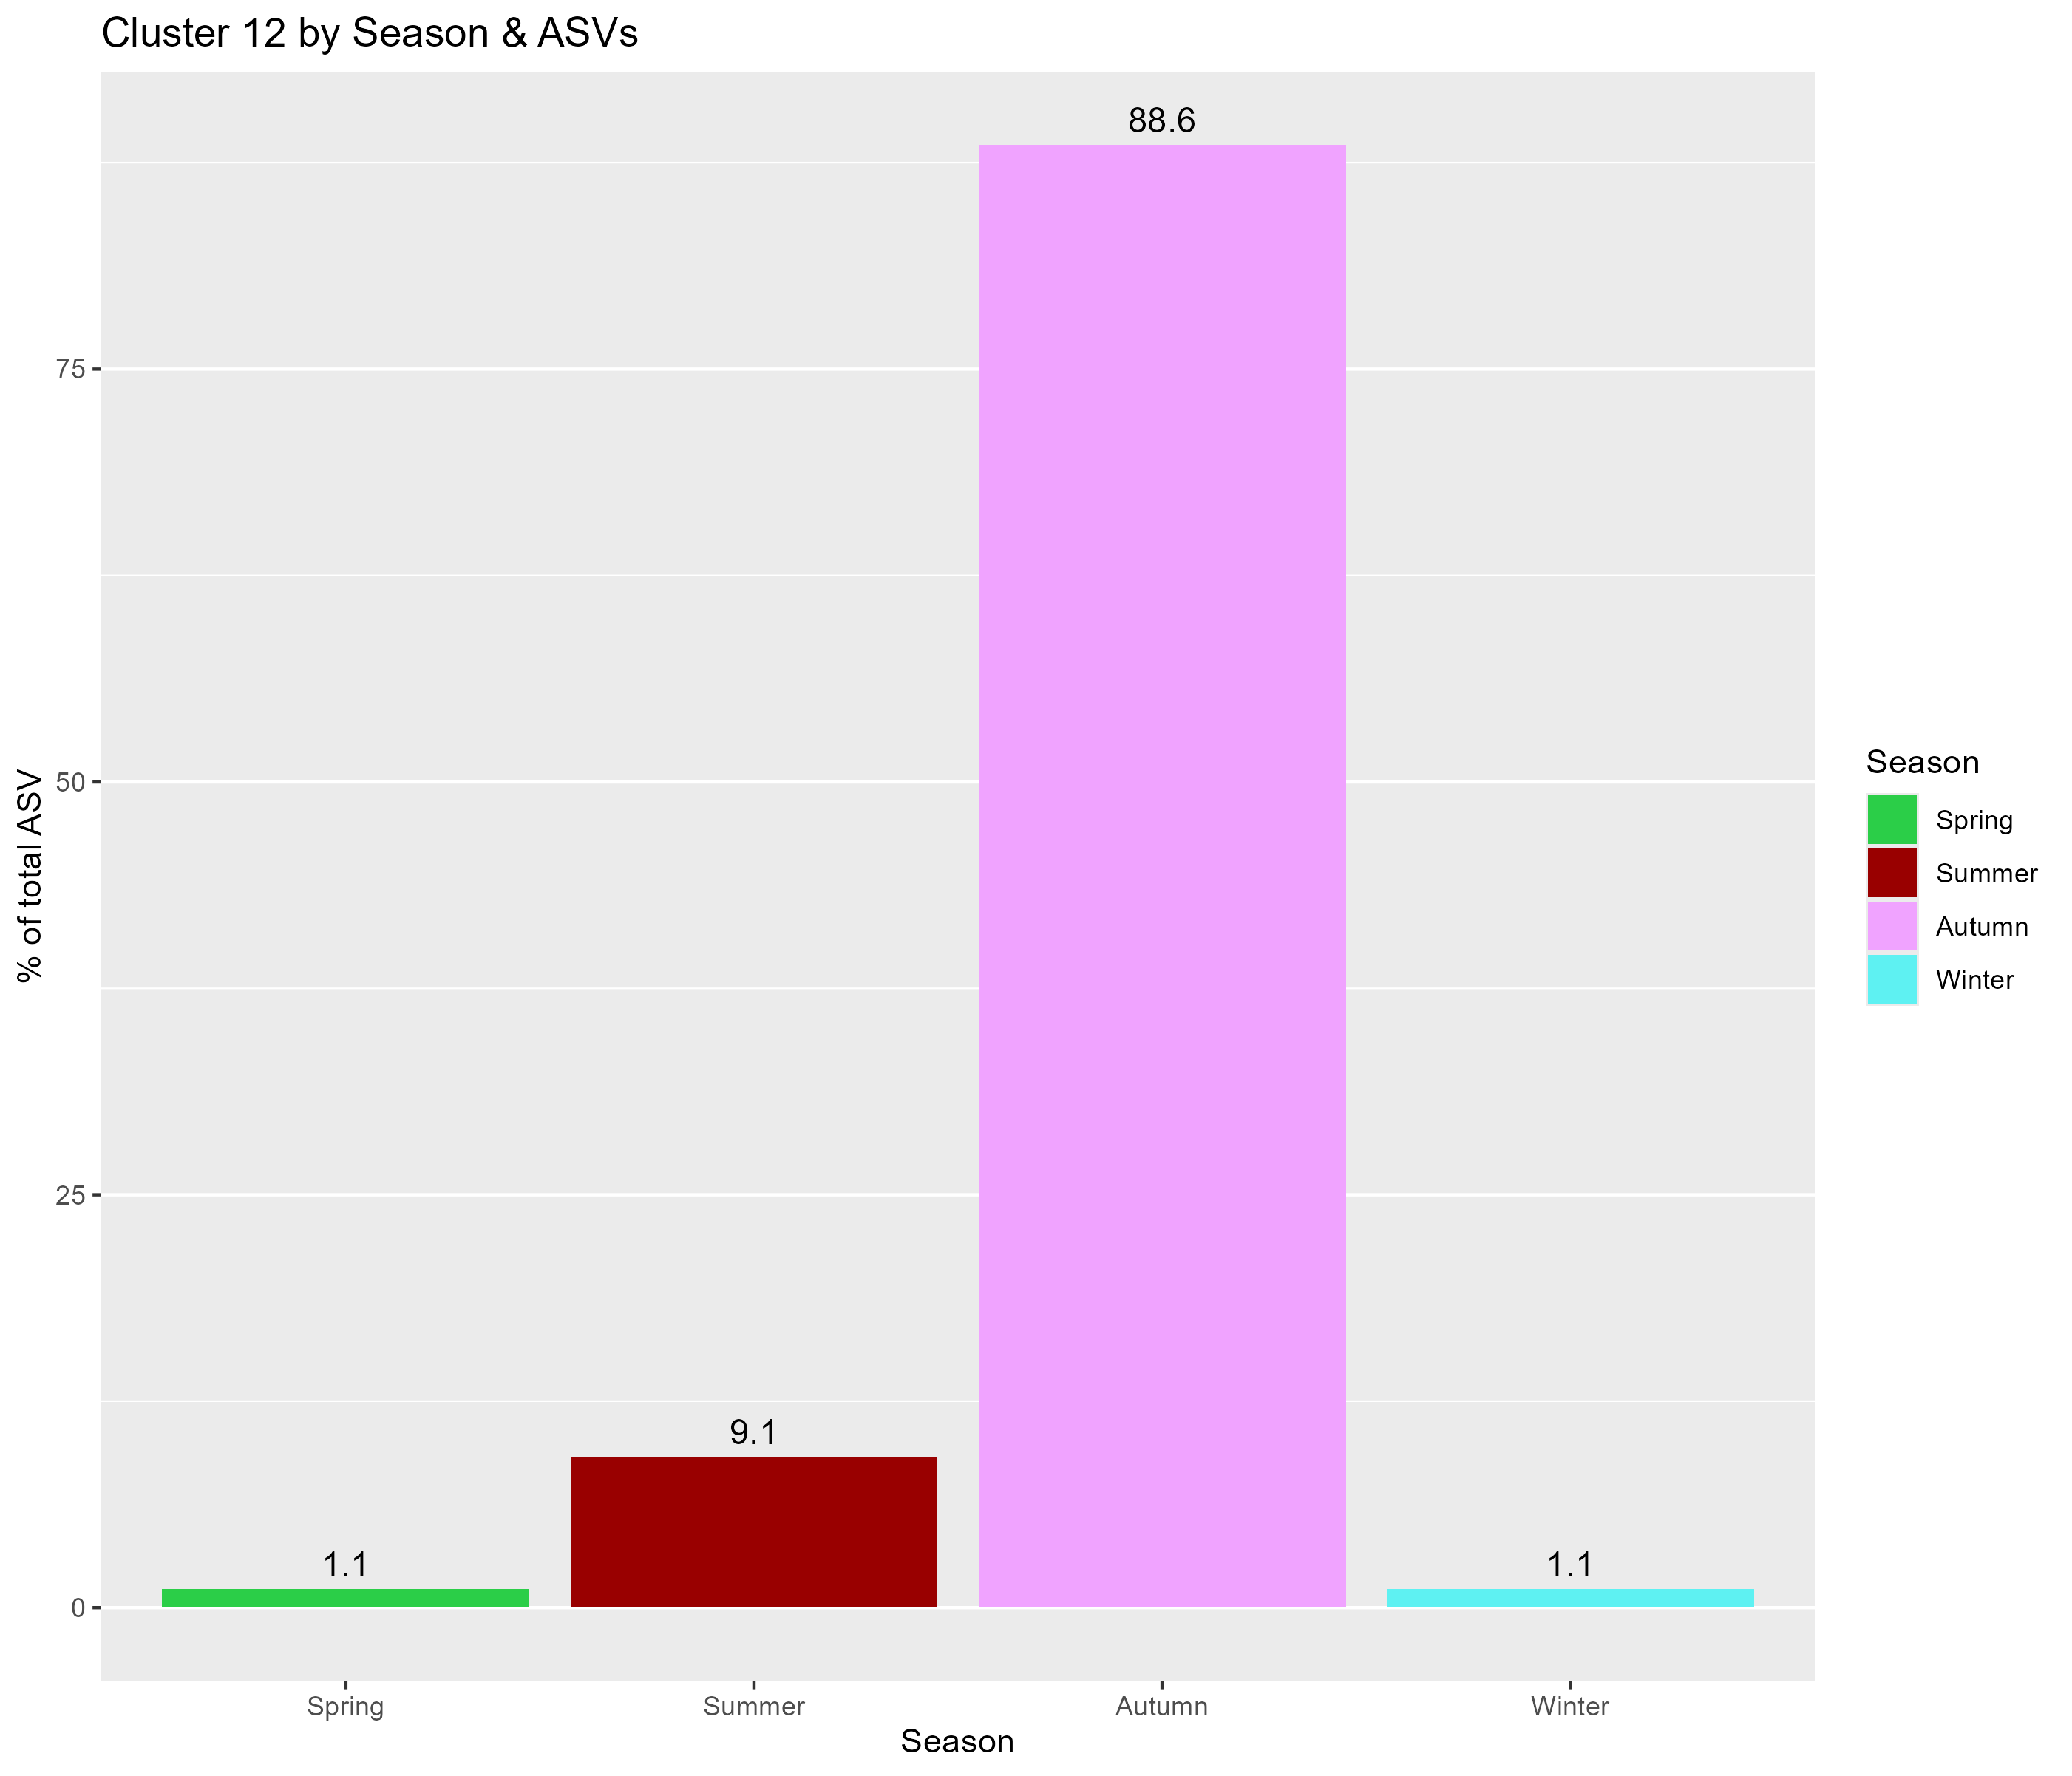 Cluster 12 by Season & ASVs
88.6
75
50
25
0
% of total ASV
9.1
1.1
1.1
Spring
Summer
Autumn
Winter
Season
Season
Spring
Summer
Autumn
Winter